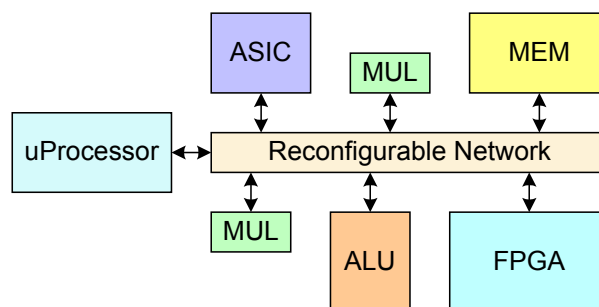 ASIC
MUL
MEM
uProcessor
Reconfigurable Network
MUL
ALU
FPGA